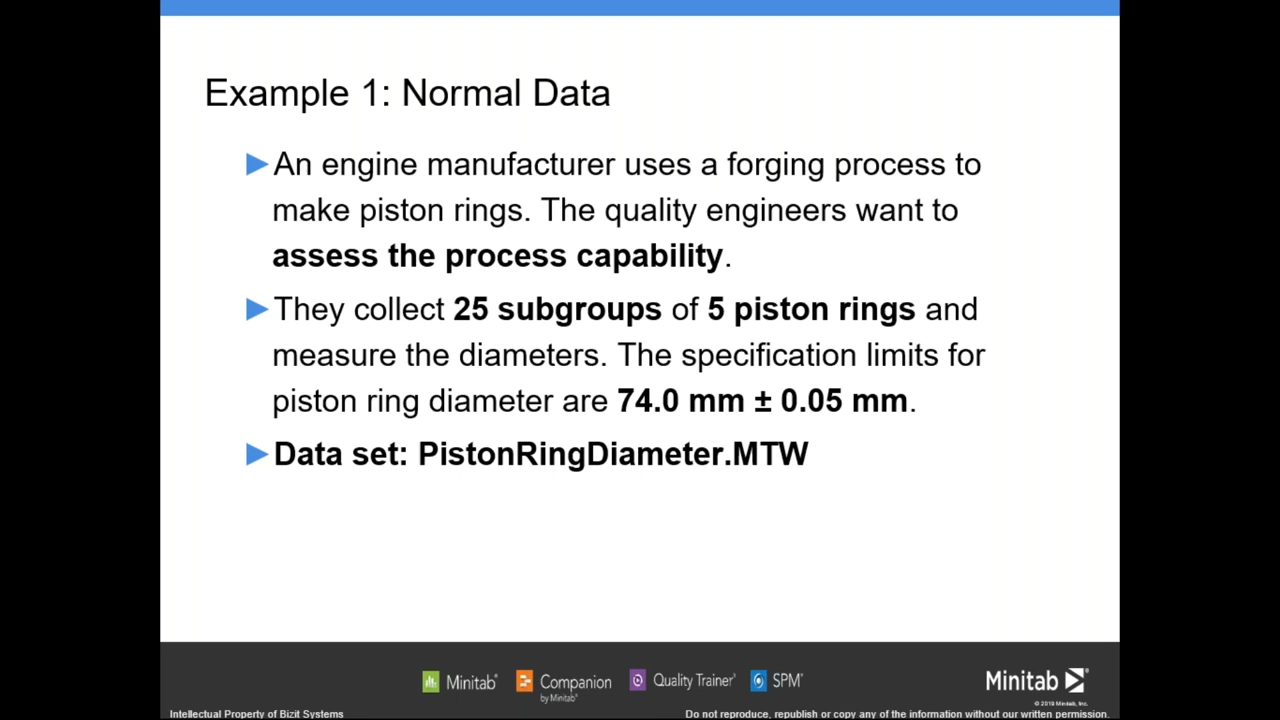 Example 1: Normal Data
►An engine manufacturer uses a forging process to
make piston rings. The quality engineers want to
assess the process capability.
►They collect 25 subgroups of 5 piston rings and
measure the diameters. The specification limits for
piston ring diameter are 74.0 mm ± 0.05 mm.
►Data set: PistonRingDiameter.MTW
Minitab® Companion by Minitab® Quality Trainer® SPM® Minitab®
© 2019 Minitab, Inc.
Intellectual Property of Bizit Systems Do not reproduce, republish or copy any of the information without our written permission.